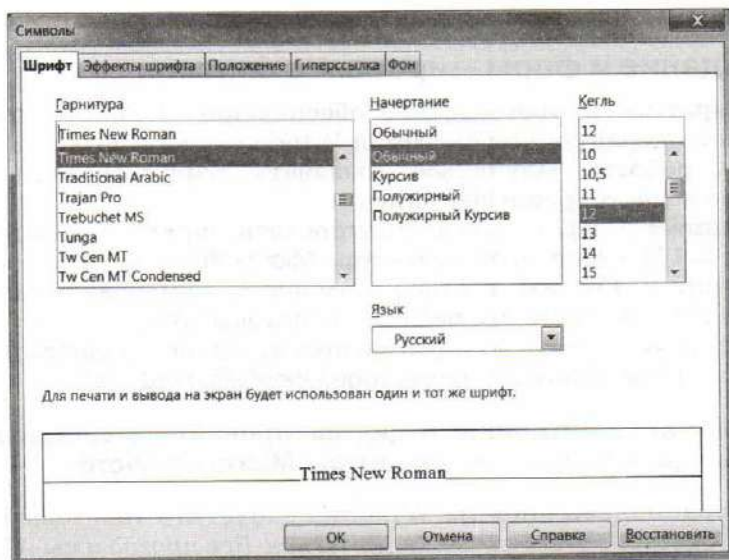 Символы
Шрифт Эффекты шрифта Положение Гиперссылка Фон
Гарнитура Начертание Кегль
Times New Roman Обычный 12
Times New Roman Обычный 10
Traditional Arabic Курсив 10,5
Trajan Pro Полужирный 11
Trebuchet MS Полужирный Курсив 12
Tunga 13
Tw Cen MT 14
Tw Cen MT Condensed 15
Язык
Русский
Для печати и вывода на экран будет использован один и тот же шрифт.
Times New Roman
OK Отмена Справка Восстановить